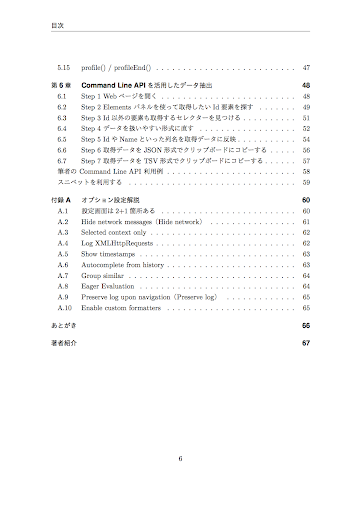 目次
5.15 profile() / profileEnd() . . . . . . . . . . . . . . . . . . . . . . . . . 47
第 6 章 Command Line API を活用したデータ抽出 48
6.1 Step 1 Web ページを開く . . . . . . . . . . . . . . . . . . . . . . . . 48
6.2 Step 2 Elements パネルを使って取得したい Id 要素を探す . . . . . . . 49
6.3 Step 3 Id 以外の要素も取得するセレクターを見つける . . . . . . . . . . 51
6.4 Step 4 データを扱いやすい形に直す . . . . . . . . . . . . . . . . . . 52
6.5 Step 5 Id や Name といった列名を取得データに反映 . . . . . . . . . . . 54
6.6 Step 6 取得データを JSON 形式でクリップボードにコピーする . . . . . 56
6.7 Step 7 取得データを TSV 形式でクリップボードにコピーする . . . . . . 57
筆者の Command Line API 利用例 . . . . . . . . . . . . . . . . . . . . . . . 58
スニペットを利用する . . . . . . . . . . . . . . . . . . . . . . . . . . . . . 59
付録 A オプション設定解説 60
A.1 設定画面は 2+1 箇所ある . . . . . . . . . . . . . . . . . . . . . . . . 60
A.2 Hide network messages（Hide network） . . . . . . . . . . . . . . . . 61
A.3 Selected context only . . . . . . . . . . . . . . . . . . . . . . . . . . 62
A.4 Log XMLHttpRequests . . . . . . . . . . . . . . . . . . . . . . . . . . 62
A.5 Show timestamps . . . . . . . . . . . . . . . . . . . . . . . . . . . . 63
A.6 Autocomplete from history . . . . . . . . . . . . . . . . . . . . . . . 63
A.7 Group similar . . . . . . . . . . . . . . . . . . . . . . . . . . . . . . 64
A.8 Eager Evaluation . . . . . . . . . . . . . . . . . . . . . . . . . . . . 64
A.9 Preserve log upon navigation（Preserve log） . . . . . . . . . . . . . 65
A.10 Enable custom formatters . . . . . . . . . . . . . . . . . . . . . . . 65
あとがき 66
著者紹介 67
6